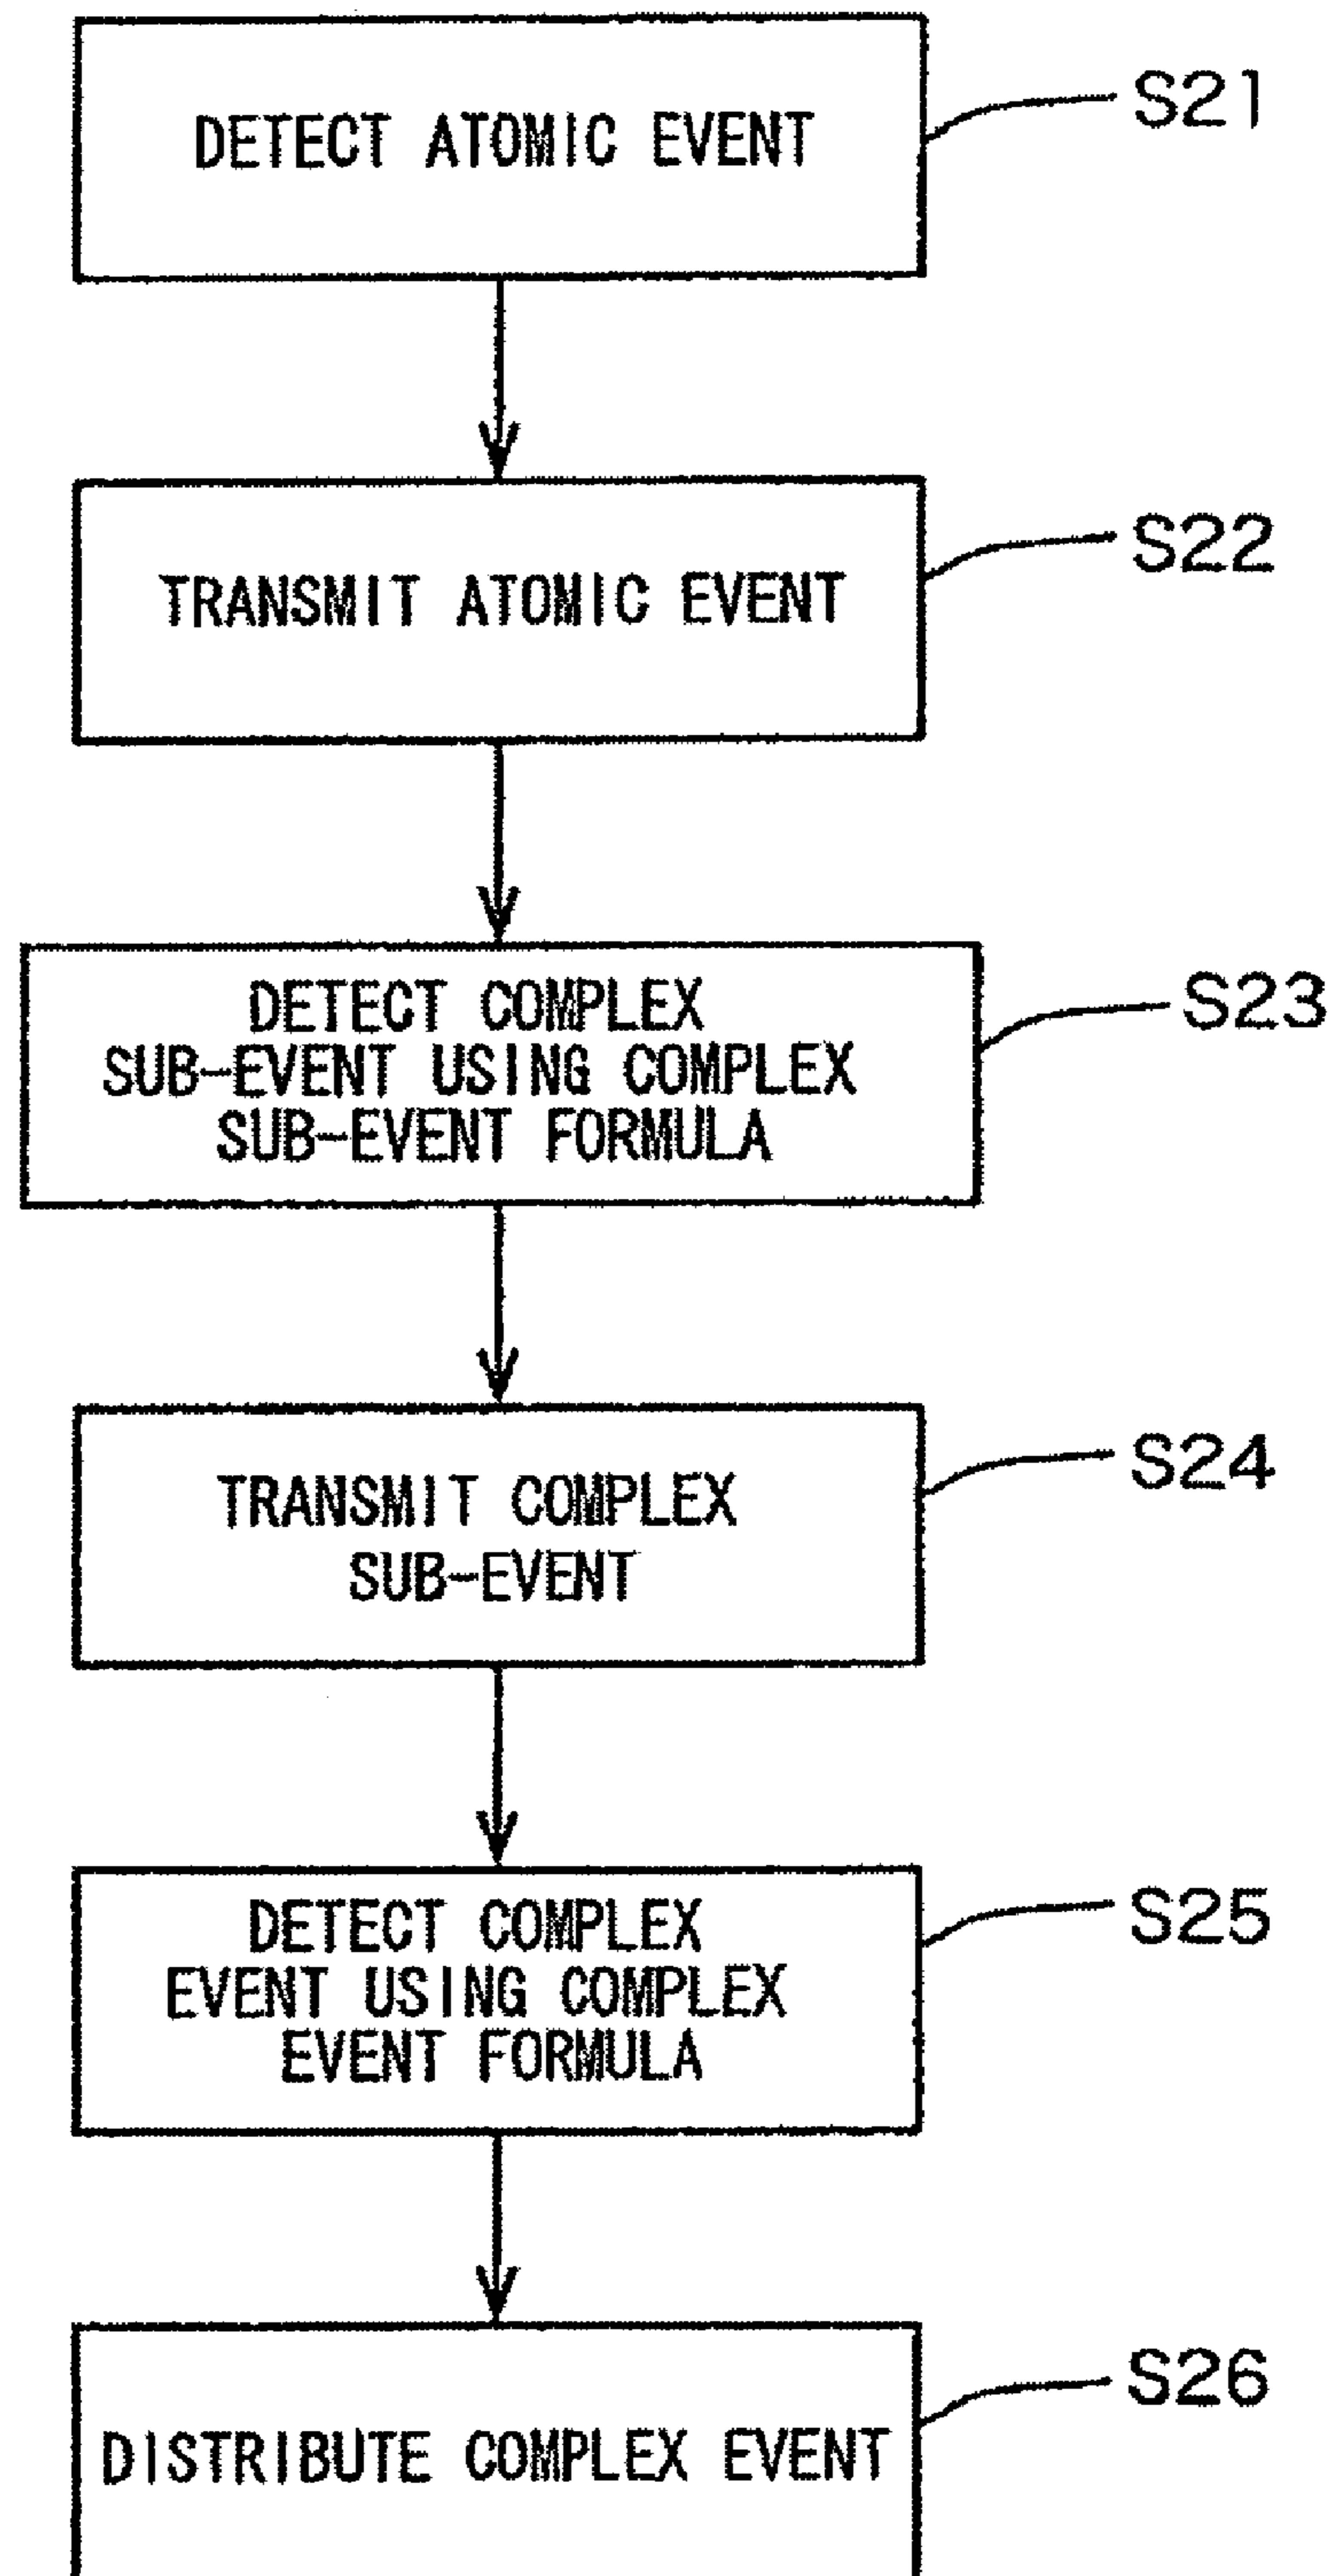 DETECT ATOMIC EVENT
S21
TRANSMIT ATOMIC EVENT
S22
DETECT COMPLEX
SUB-EVENT USING COMPLEX
SUB-EVENT FORMULA
S23
TRANSMIT COMPLEX
SUB-EVENT
S24
DETECT COMPLEX
EVENT USING COMPLEX
EVENT FORMULA
S25
DISTRIBUTE COMPLEX EVENT
S26